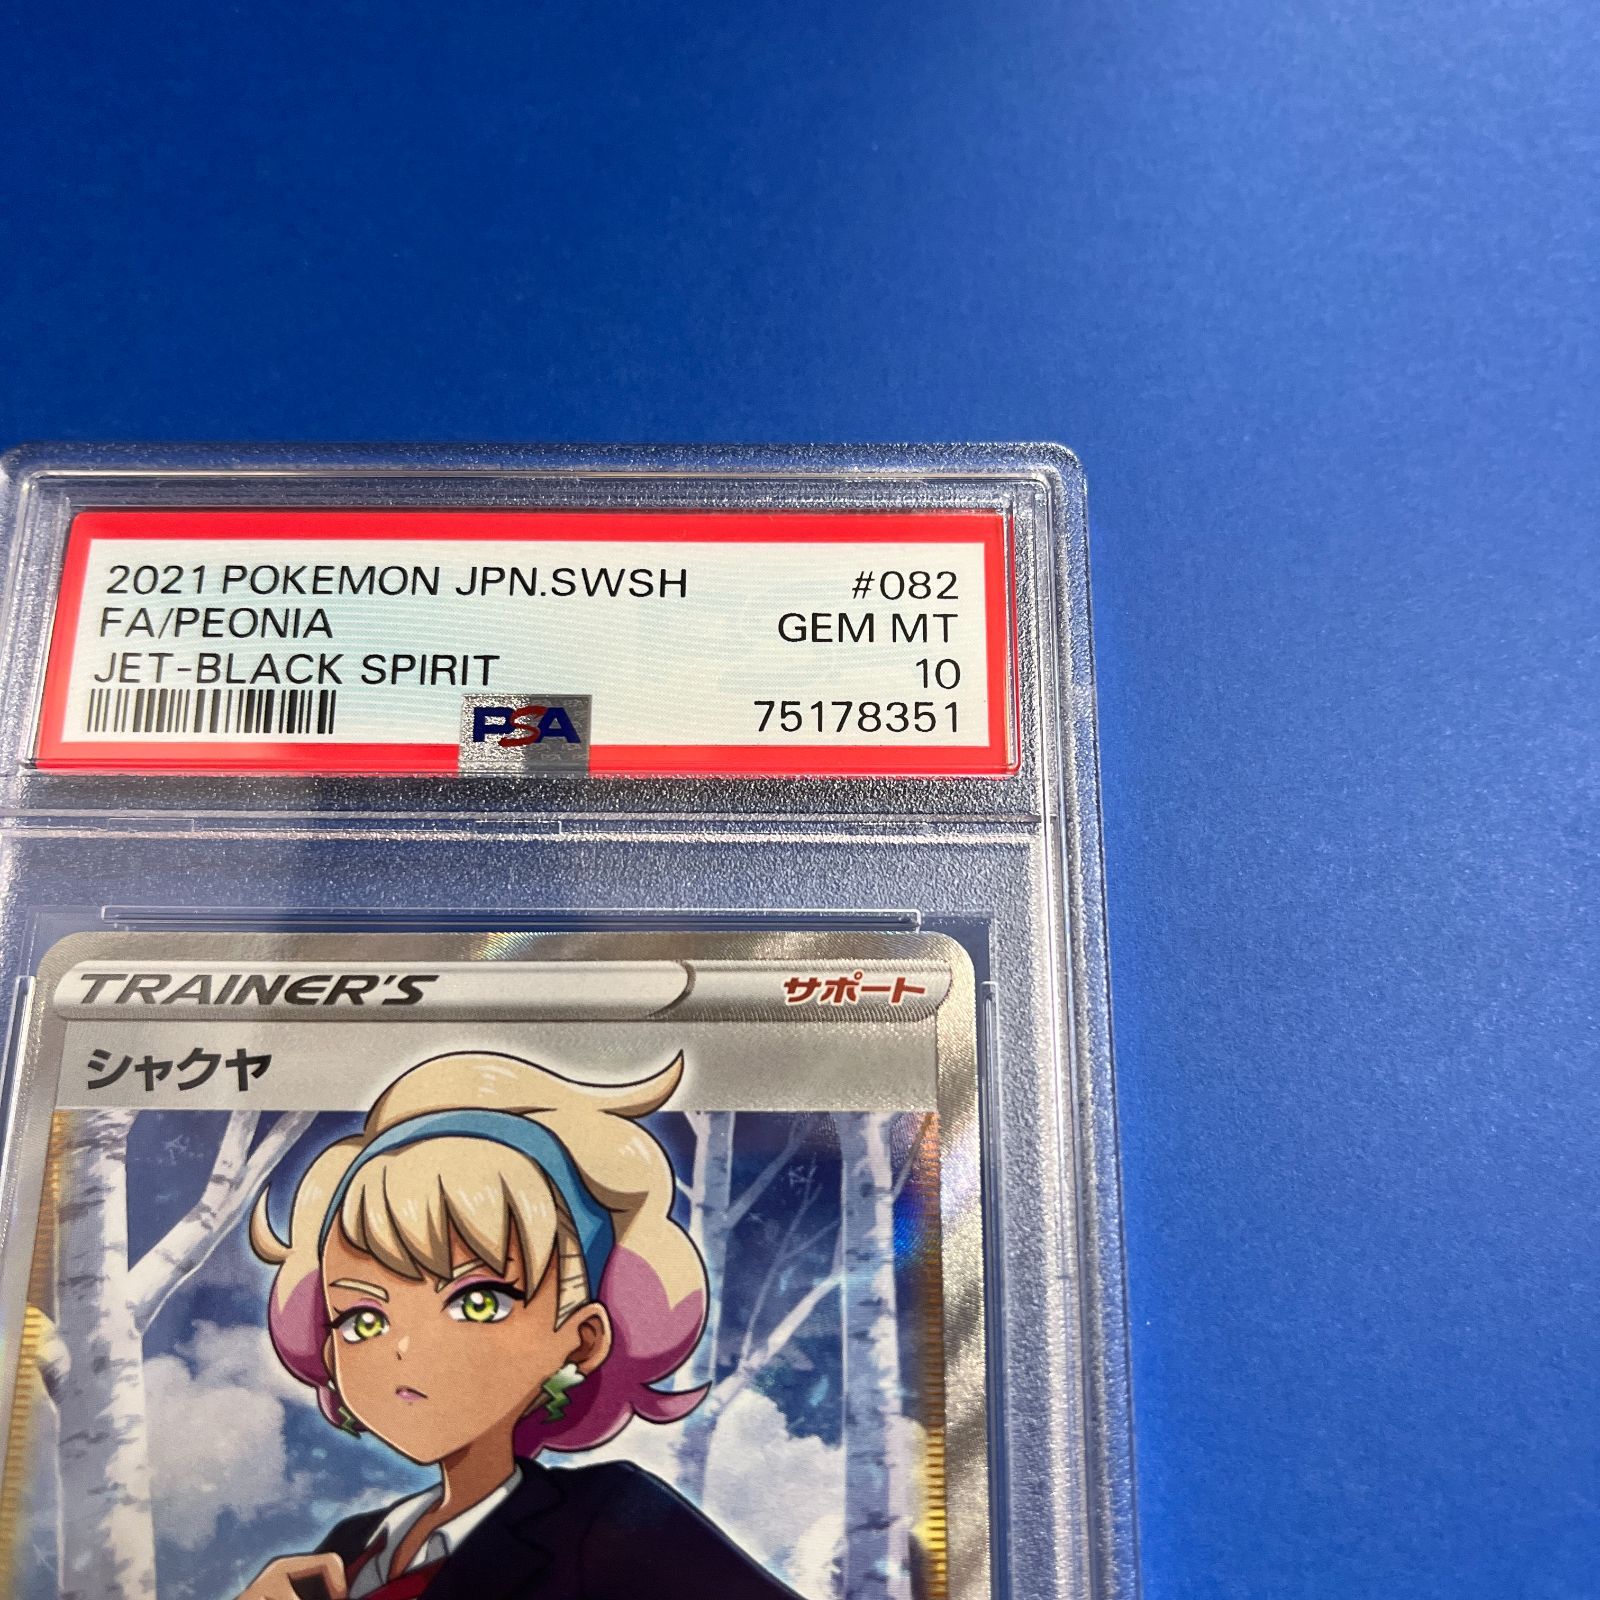 2021 POKEMON JPN.SWSH #082
FA/PEONIA GEM MT
JET-BLACK SPIRIT 10
PSA 75178351
TRAINER'S サポート
シャクヤ